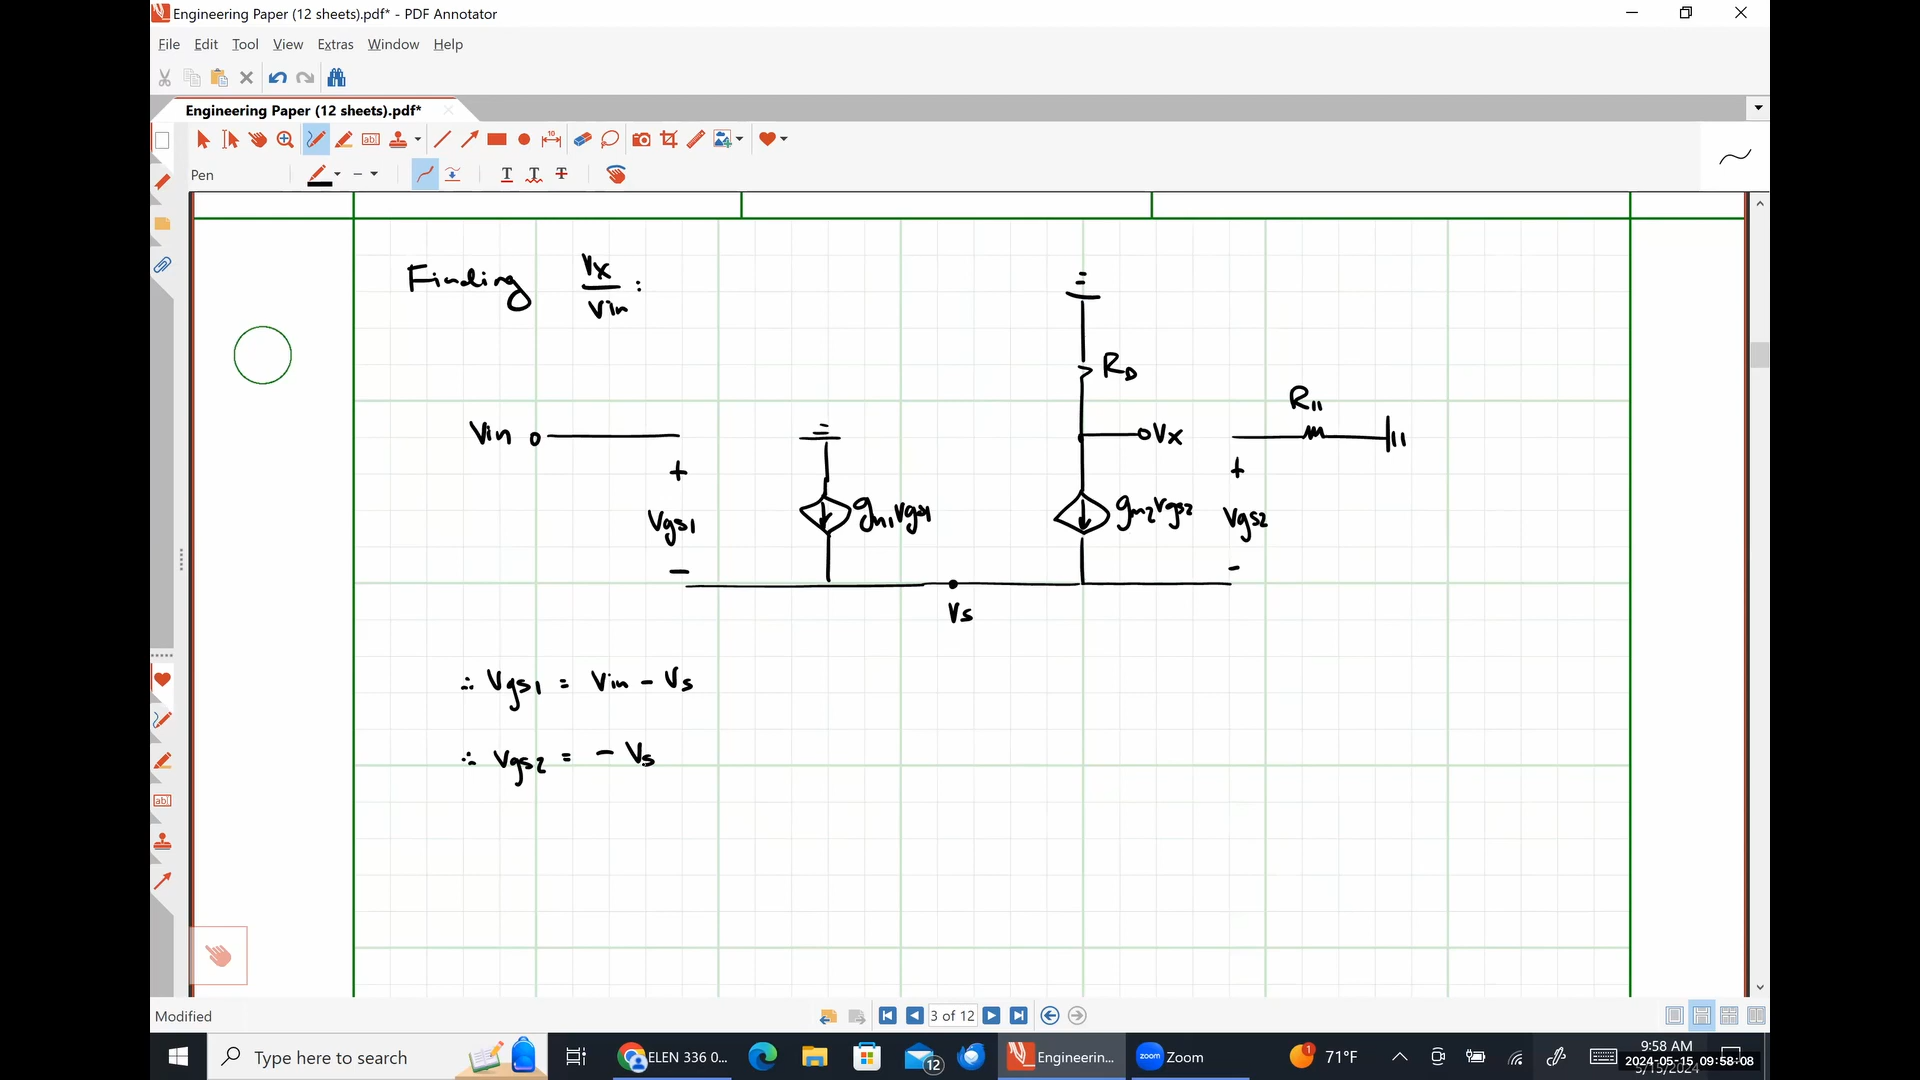 Engineering Paper (12 sheets).pdf* - PDF Annotator
File Edit Tool View Extras Window Help
Engineering Paper (12 sheets).pdf*
Pen
Finding Vx/Vin :
RD
R11
Vin
Vx
+
+
gm1vgs1
gm2vgs2
Vgs1
Vgs2
-
-
Vs
∴ Vgs1 = Vin - Vs
∴ Vgs2 = - Vs
Modified
3 of 12
Type here to search
ELEN 336 0...
12
Engineerin...
zoom
Zoom
1
71°F
9:58 AM
2024-05-15 09:58:08